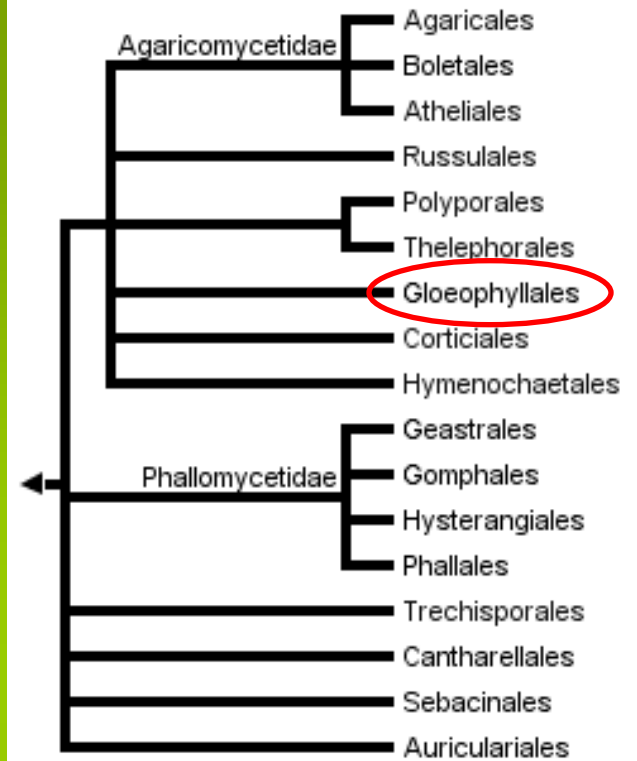 Agaricomycetidae
Agaricales
Boletales
Atheliales
Russulales
Polyporales
Thelephorales
Gloeophyllales
Corticiales
Hymenochaetales
Phallomycetidae
Geastrales
Gomphales
Hysterangiales
Phallales
Trechisporales
Cantharellales
Sebacinales
Auriculariales